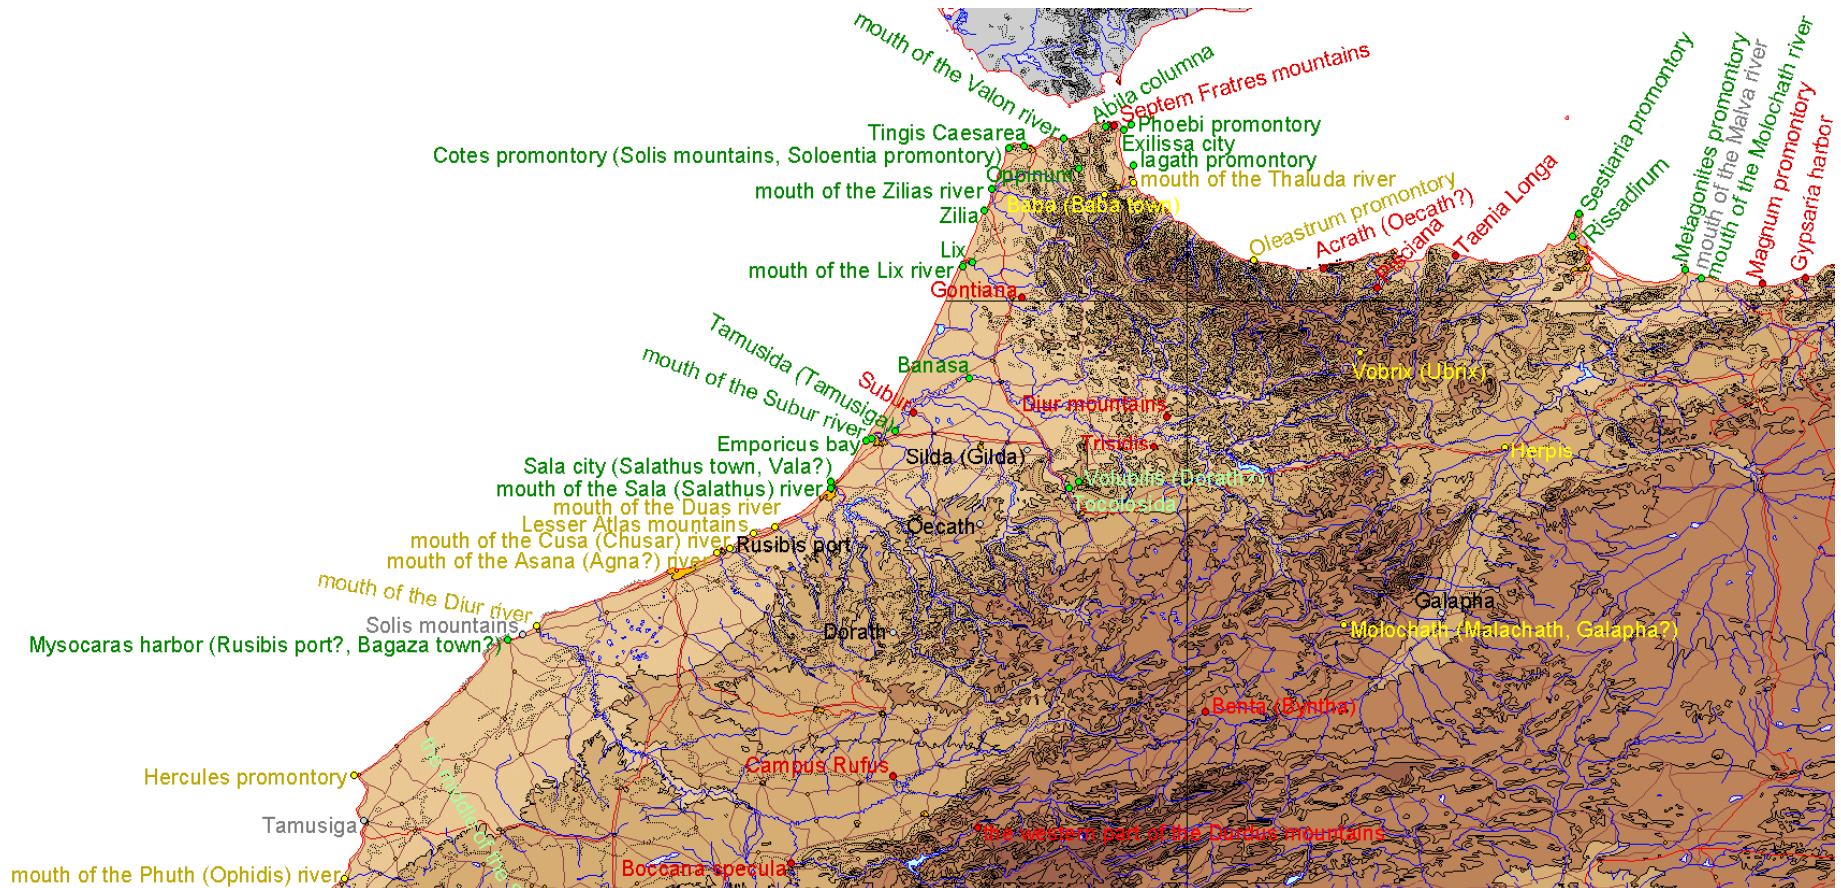 mouth of the Valon river
Abila columna
Septem Fratres mountains
Phoebi promontory
Tingis Caesarea
Exilissa city
Cotes promontory (Solis mountains, Soloentia promontory)
Iagath promontory
Oppinum
mouth of the Thaluda river
mouth of the Zilias river
Baba (Baba town)
Zilia
Oleastrum promontory
Acrath (Oecath?)
Taenia Longa
Sestiaria promontory
Rissadirum
Metagonites promontory
mouth of the Malva river
mouth of the Molochath river
Magnum promontory
Gypsaria harbor
Lix
mouth of the Lix river
Gontiana
Tamusida (Tamusiga)
mouth of the Subur river
Subur
Banasa
Vobrix (Ubrix)
Diur mountains
Emporicus bay
Trisidis
Silda (Gilda)
Herpis
Sala city (Salathus town, Vala?)
Volubilis (Dorath?)
mouth of the Sala (Salathus) river
Tocolosida
mouth of the Duas river
Lesser Atlas mountains
Oecath
mouth of the Cusa (Chusar) river
Rusibis port
mouth of the Asana (Agna?) river
mouth of the Diur river
Galapha
Solis mountains
Dorath
Molochath (Malachath, Galapha?)
Mysocaras harbor (Rusibis port?, Bagaza town?)
Benta (Byntha)
the middle of the
Campus Rufus
Hercules promontory
Tamusiga
the western part of the Durdus mountains
Boccana specula
mouth of the Phuth (Ophidis) river